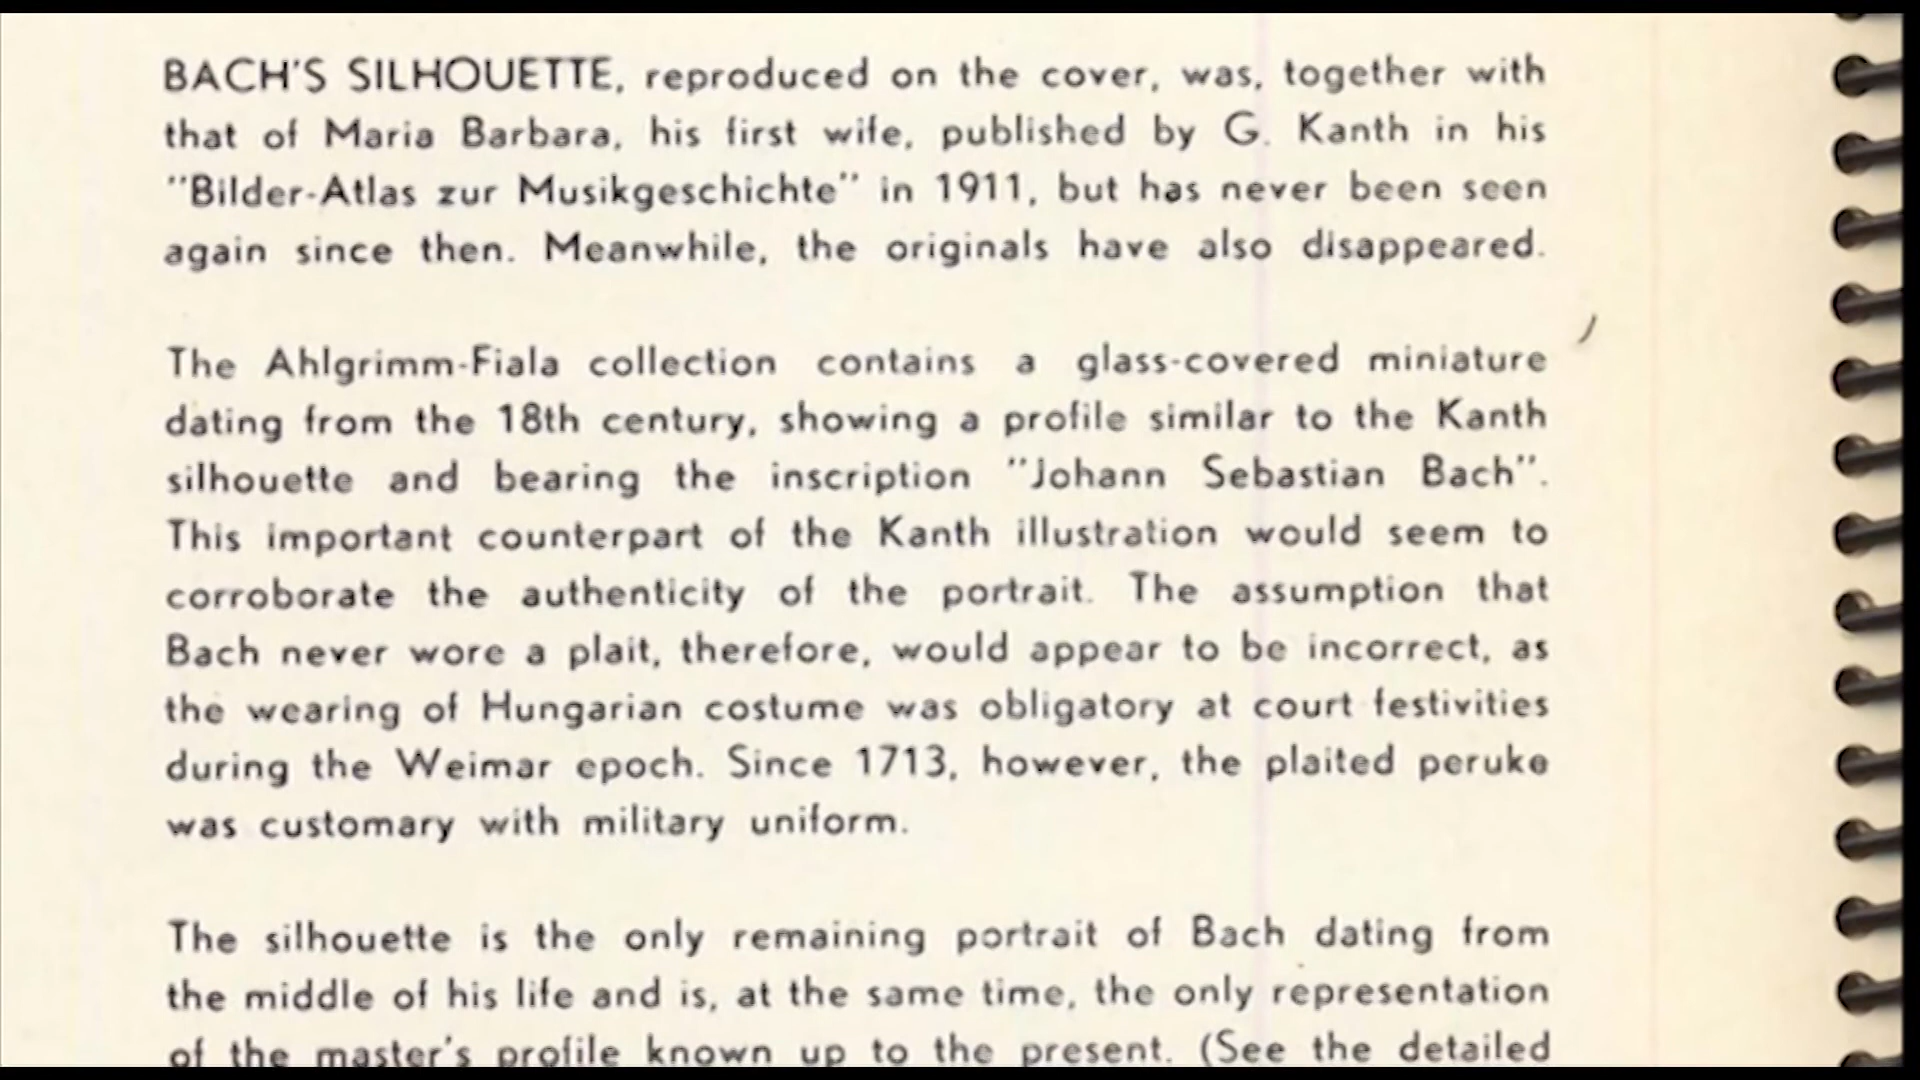 BACH'S SILHOUETTE, reproduced on the cover, was, together with
that of Maria Barbara, his first wife, published by G. Kanth in his
"Bilder-Atlas zur Musikgeschichte" in 1911, but has never been seen
again since then. Meanwhile, the originals have also disappeared.
The Ahlgrimm-Fiala collection contains a glass-covered miniature
dating from the 18th century, showing a profile similar to the Kanth
silhouette and bearing the inscription "Johann Sebastian Bach".
This important counterpart of the Kanth illustration would seem to
corroborate the authenticity of the portrait. The assumption that
Bach never wore a plait, therefore, would appear to be incorrect, as
the wearing of Hungarian costume was obligatory at court festivities
during the Weimar epoch. Since 1713, however, the plaited peruke
was customary with military uniform.
The silhouette is the only remaining portrait of Bach dating from
the middle of his life and is, at the same time, the only representation
of the master's profile known up to the present. (See the detailed